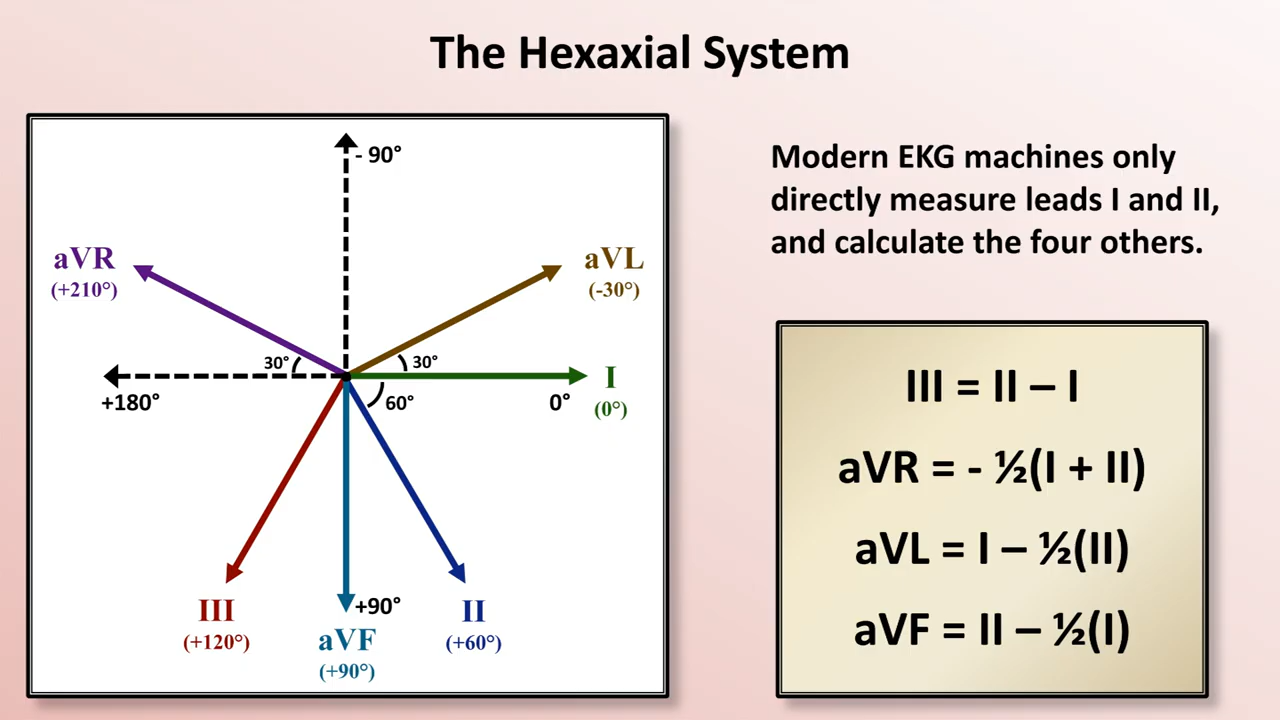 The Hexaxial System
- 90°
aVR
(+210°)
aVL
(-30°)
30°
30°
+180°
60°
0°
I
(0°)
III
(+120°)
+90°
aVF
(+90°)
II
(+60°)
Modern EKG machines only
directly measure leads I and II,
and calculate the four others.
III = II – I
aVR = - ½(I + II)
aVL = I – ½(II)
aVF = II – ½(I)